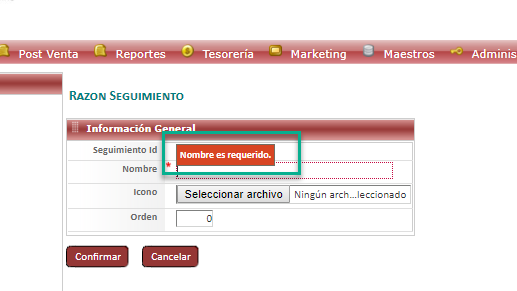 Post Venta Reportes Tesorería Marketing Maestros Adminis
RAZON SEGUIMIENTO
Información General
Seguimiento Id
Nombre es requerido.
Nombre *
Icono Seleccionar archivo Ningún arch...leccionado
Orden 0
Confirmar Cancelar